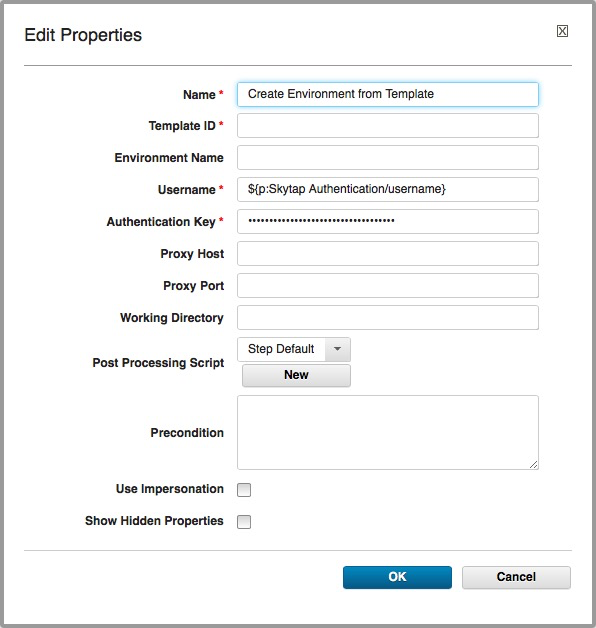 Edit Properties
Name *
Create Environment from Template
Template ID *
Environment Name
Username *
${p:Skytap Authentication/username}
Authentication Key *
••••••••••••••••••••••••••••••••••
Proxy Host
Proxy Port
Working Directory
Post Processing Script
Step Default
New
Precondition
Use Impersonation
Show Hidden Properties
OK
Cancel